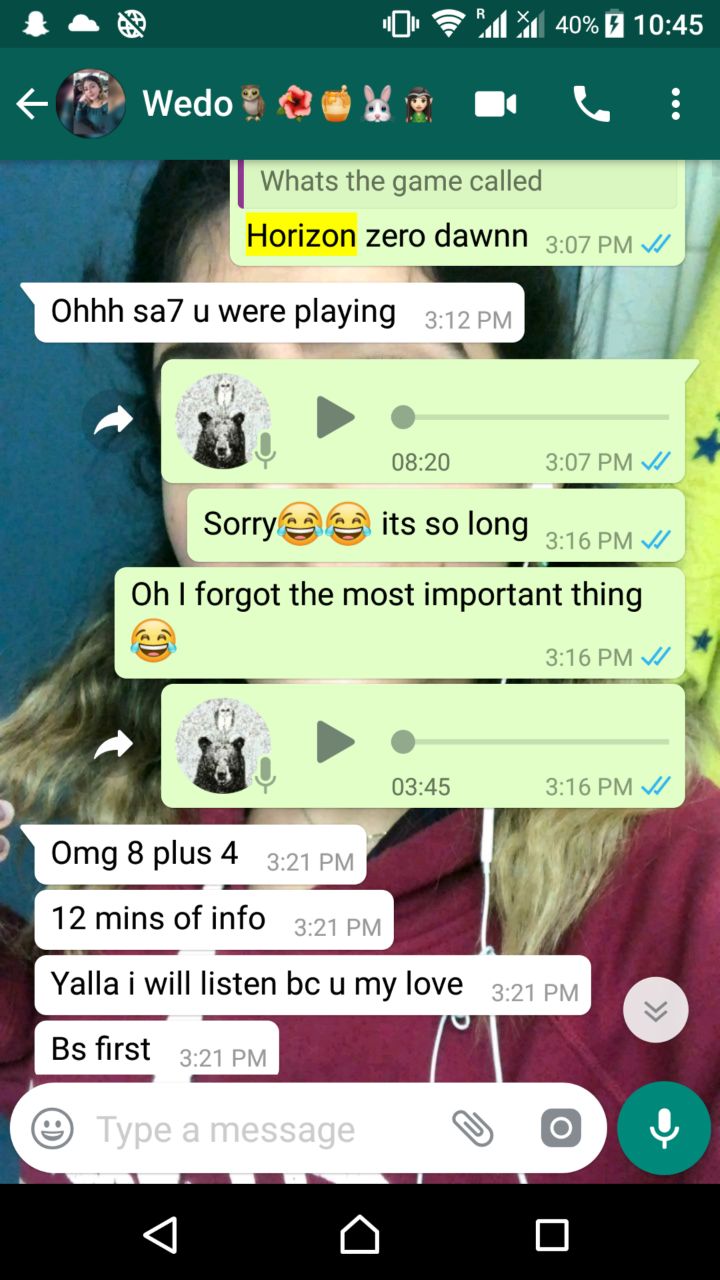 R 40% 10:45
Wedo🦉🌺🍯🐰🧝🏻‍♀️
Whats the game called
Horizon zero dawnn 3:07 PM
Ohhh sa7 u were playing 3:12 PM
08:20 3:07 PM
Sorry😂😂 its so long 3:16 PM
Oh I forgot the most important thing
😂 3:16 PM
03:45 3:16 PM
Omg 8 plus 4 3:21 PM
12 mins of info 3:21 PM
Yalla i will listen bc u my love 3:21 PM
Bs first 3:21 PM
Type a message